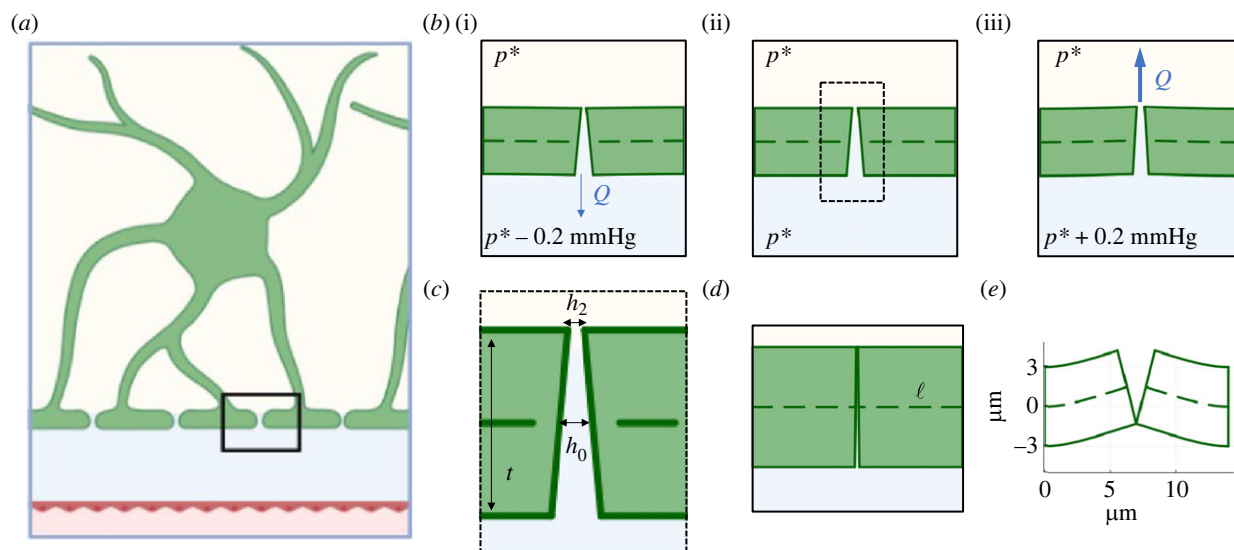 (a)
(b) (i)
p*
Q
p* – 0.2 mmHg
(ii)
p*
p*
(iii)
p*
Q
p* + 0.2 mmHg
(c)
h₂
h₀
t
(d)
ℓ
(e)
3
0
–3
μm
0 5 10
μm